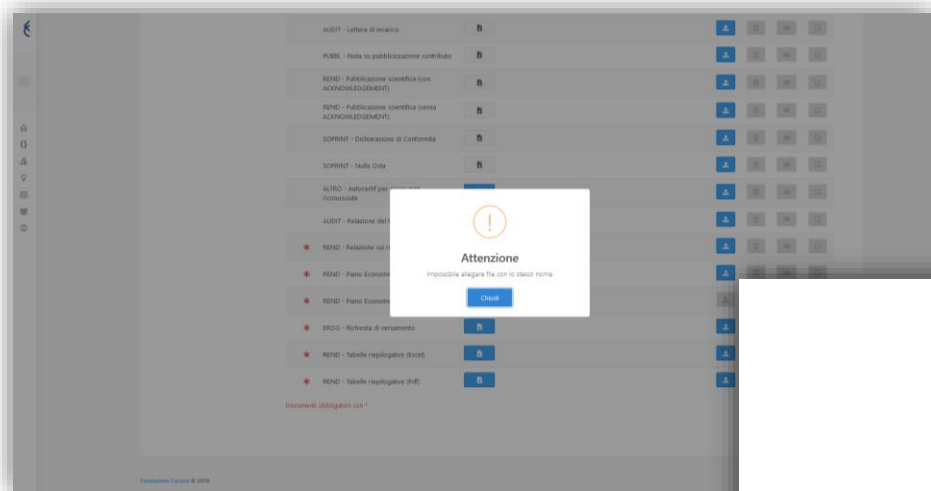 AUDIT - Lettera di incarico
PUBBL - Nota su pubblicizzazione contributo
REND - Pubblicazione scientifica (con
ACKNOWLEDGEMENT)
REND - Pubblicazione scientifica (senza
ACKNOWLEDGEMENT)
SOPRINT - Dichiarazione di Conformità
SOPRINT - Nulla Osta
ALTRO - Autocertif per
riconosciuta
AUDIT - Relazione del
* REND - Relazione sui
Attenzione
* REND - Piano Econom
Impossibile allegare file con lo stesso nome
* REND - Piano Econom
Chiudi
* EROG - Richiesta di versamento
* REND - Tabelle riepilogative (Excel)
* REND - Tabelle riepilogative (Pdf)
Documenti obbligatori con *
Fondazione Cariplo © 2018